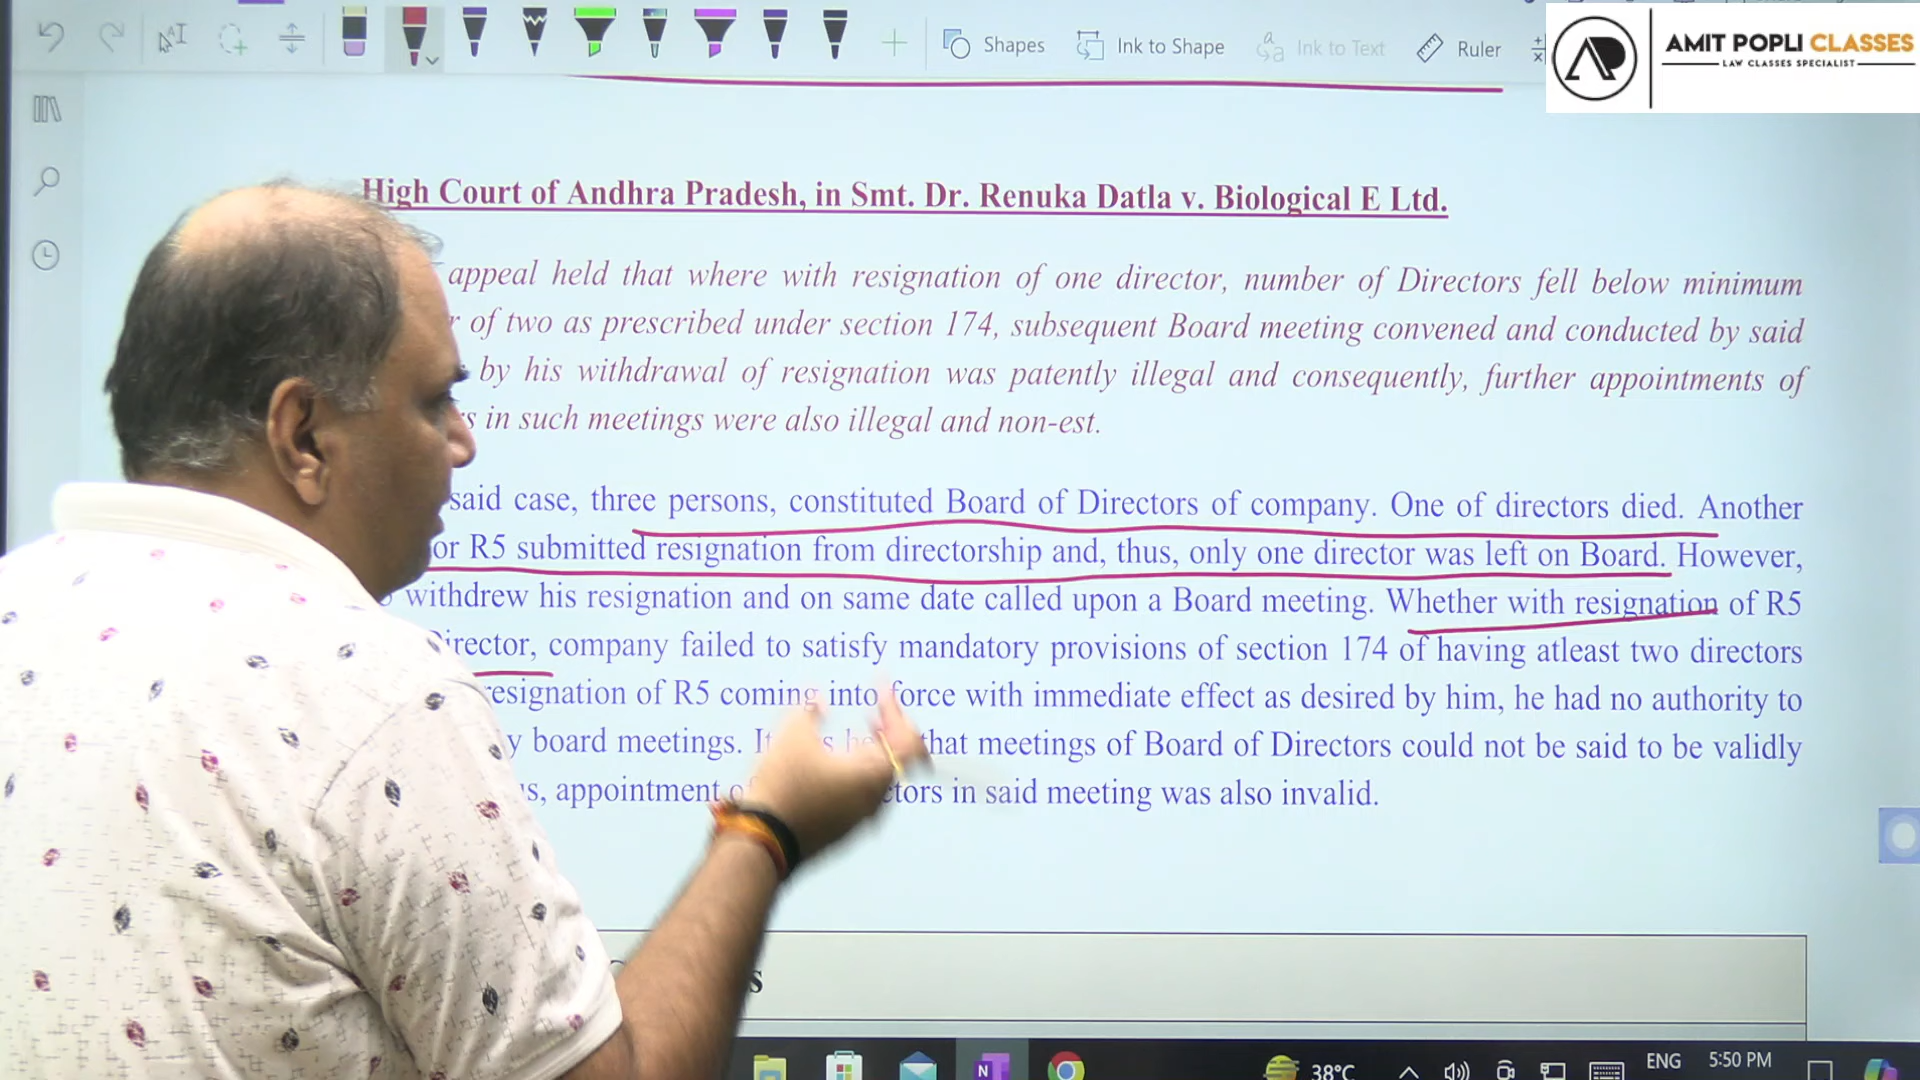 Shapes
Ink to Shape
Ink to Text
Ruler
AMIT POPLI CLASSES
LAW CLASSES SPECIALIST
High Court of Andhra Pradesh, in Smt. Dr. Renuka Datla v. Biological E Ltd.
appeal held that where with resignation of one director, number of Directors fell below minimum
of two as prescribed under section 174, subsequent Board meeting convened and conducted by said
by his withdrawal of resignation was patently illegal and consequently, further appointments of
in such meetings were also illegal and non-est.
said case, three persons, constituted Board of Directors of company. One of directors died. Another
R5 submitted resignation from directorship and, thus, only one director was left on Board. However,
withdrew his resignation and on same date called upon a Board meeting. Whether with resignation of R5
company failed to satisfy mandatory provisions of section 174 of having atleast two directors
resignation of R5 coming into force with immediate effect as desired by him, he had no authority to
board meetings. that meetings of Board of Directors could not be said to be validly
appointment in said meeting was also invalid.
38°C
ENG
5:50 PM